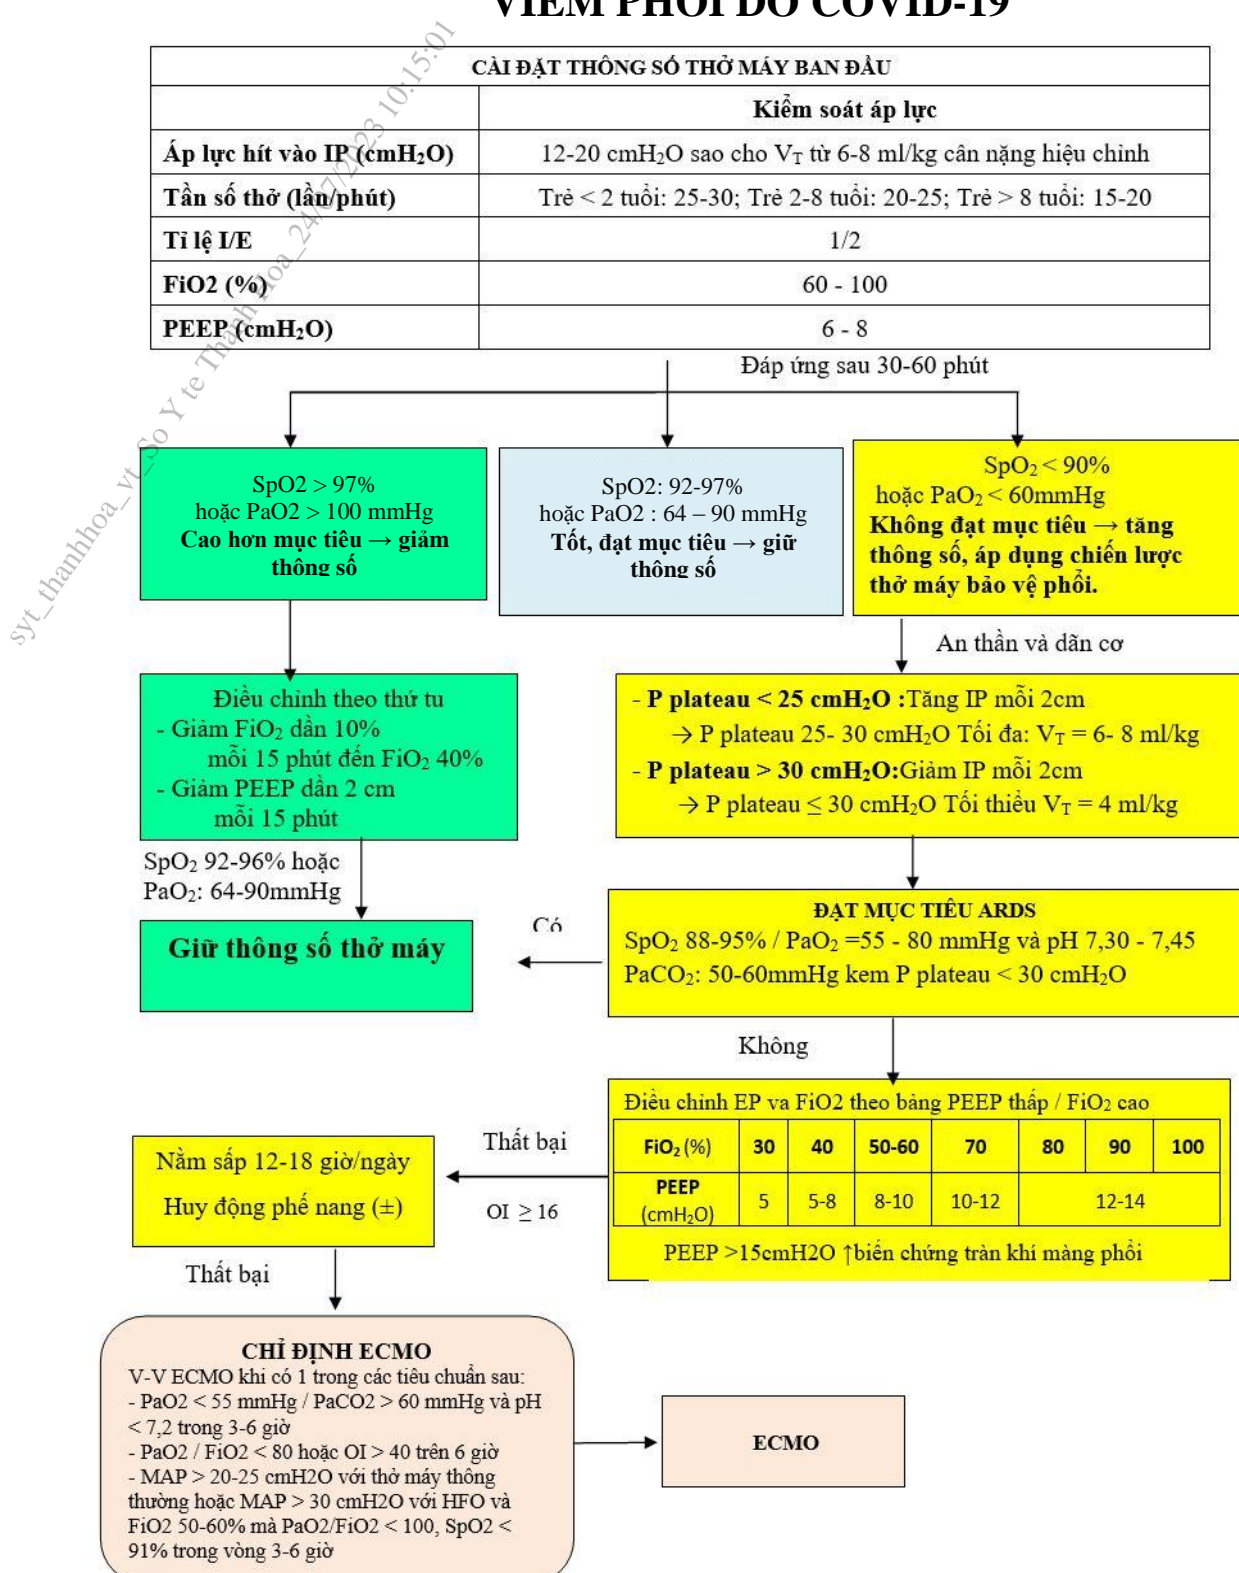 VIÊM PHỔI DO COVID-19
CÀI ĐẶT THÔNG SỐ THỞ MÁY BAN ĐẦU
Kiểm soát áp lực
Áp lực hít vào IP (cmH₂O) 12-20 cmH₂O sao cho V_T từ 6-8 ml/kg cân nặng hiệu chỉnh
Tần số thở (lần/phút) Trẻ < 2 tuổi: 25-30; Trẻ 2-8 tuổi: 20-25; Trẻ > 8 tuổi: 15-20
Tỉ lệ I/E 1/2
FiO2 (%) 60 - 100
PEEP (cmH₂O) 6 - 8
syt_thanhhoa_vt_So Y te Thanh Hoa_24/07/2023 10:15:01
Đáp ứng sau 30-60 phút
SpO2 > 97%
hoặc PaO2 > 100 mmHg
Cao hơn mục tiêu → giảm
thông số
SpO2: 92-97%
hoặc PaO2 : 64 – 90 mmHg
Tốt, đạt mục tiêu → giữ
thông số
SpO₂ < 90%
hoặc PaO₂ < 60mmHg
Không đạt mục tiêu → tăng
thông số, áp dụng chiến lược
thở máy bảo vệ phổi.
An thần và dãn cơ
Điều chỉnh theo thứ tu
- Giảm FiO₂ dần 10%
mỗi 15 phút đến FiO₂ 40%
- Giảm PEEP dần 2 cm
mỗi 15 phút
- P plateau < 25 cmH₂O :Tăng IP mỗi 2cm
→ P plateau 25- 30 cmH₂O Tối đa: V_T = 6- 8 ml/kg
- P plateau > 30 cmH₂O:Giảm IP mỗi 2cm
→ P plateau ≤ 30 cmH₂O Tối thiểu V_T = 4 ml/kg
SpO₂ 92-96% hoặc
PaO₂: 64-90mmHg
Giữ thông số thở máy
Có
ĐẠT MỤC TIÊU ARDS
SpO₂ 88-95% / PaO₂ =55 - 80 mmHg và pH 7,30 - 7,45
PaCO₂: 50-60mmHg kem P plateau < 30 cmH₂O
Không
Điều chỉnh EP va FiO2 theo bảng PEEP thấp / FiO₂ cao
FiO₂ (%) 30 40 50-60 70 80 90 100
PEEP
(cmH₂O) 5 5-8 8-10 10-12 12-14
PEEP >15cmH2O ↑biến chứng tràn khí màng phổi
Thất bại
OI ≥ 16
Nằm sấp 12-18 giờ/ngày
Huy động phế nang (±)
Thất bại
CHỈ ĐỊNH ECMO
V-V ECMO khi có 1 trong các tiêu chuẩn sau:
- PaO2 < 55 mmHg / PaCO2 > 60 mmHg và pH
< 7,2 trong 3-6 giờ
- PaO2 / FiO2 < 80 hoặc OI > 40 trên 6 giờ
- MAP > 20-25 cmH2O với thở máy thông
thường hoặc MAP > 30 cmH2O với HFO và
FiO2 50-60% mà PaO2/FiO2 < 100, SpO2 <
91% trong vòng 3-6 giờ
ECMO